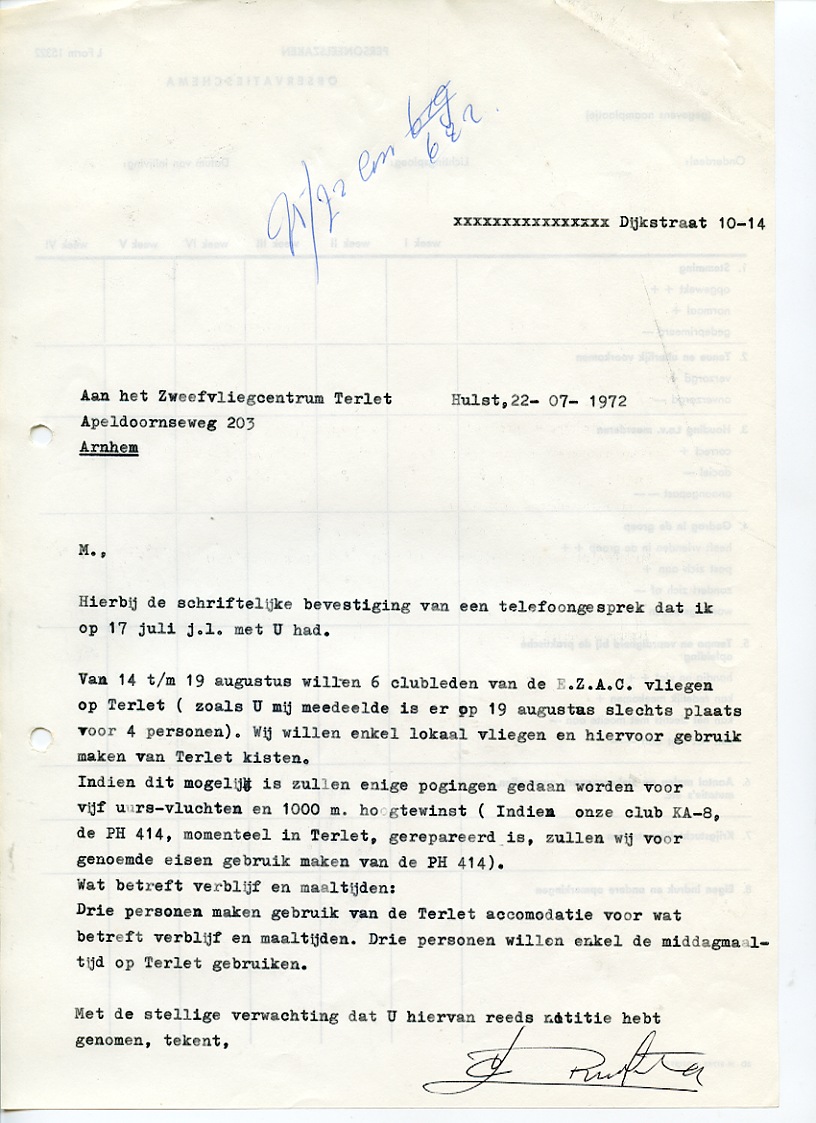 xxxxxxxxxxxxxxxx Dijkstraat 10-14
Aan het Zweefvliegcentrum Terlet
Hulst,22- 07- 1972
Apeldoornseweg 203
Arnhem
M.,
Hierbij de schriftelijke bevestiging van een telefoongesprek dat ik
op 17 juli j.l. met U had.
Van 14 t/m 19 augustus willen 6 clubleden van de E.Z.A.C. vliegen
op Terlet ( zoals U mij meedeelde is er op 19 augustas slechts plaats
voor 4 personen). Wij willen enkel lokaal vliegen en hiervoor gebruik
maken van Terlet kisten.
Indien dit mogelijk is zullen enige pogingen gedaan worden voor
vijf uurs-vluchten en 1000 m. hoogtewinst ( Indien onze club KA-8,
de PH 414, momenteel in Terlet, gerepareerd is, zullen wij voor
genoemde eisen gebruik maken van de PH 414).
Wat betreft verblijf en maaltijden:
Drie personen maken gebruik van de Terlet accomodatie voor wat
betreft verblijf en maaltijden. Drie personen willen enkel de middagmaal-
tijd op Terlet gebruiken.
Met de stellige verwachting dat U hiervan reeds notitie hebt
genomen, tekent,